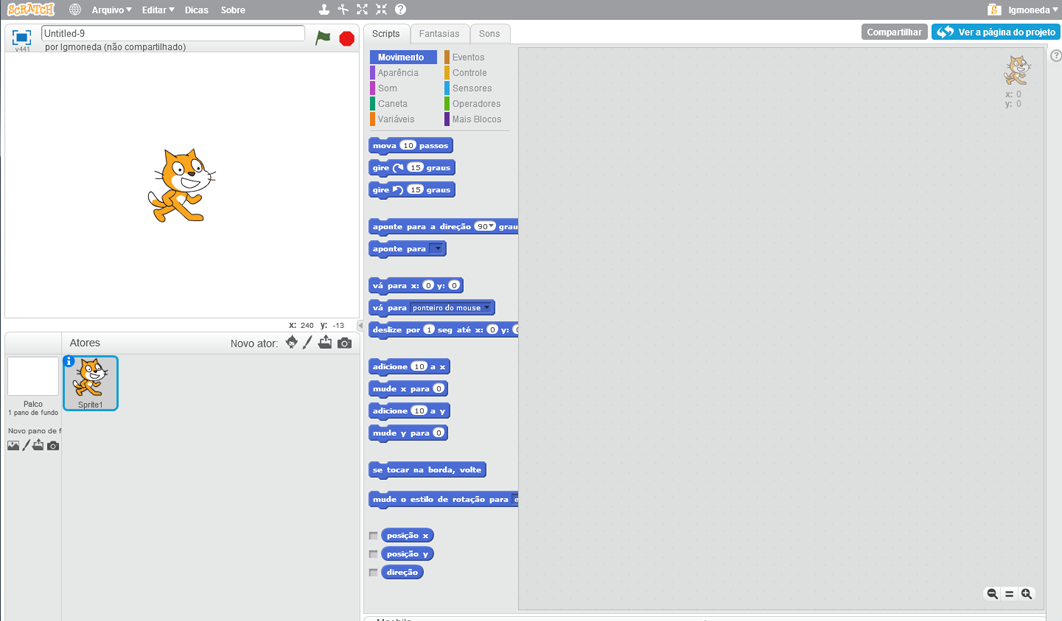 SCRATCH Arquivo Editar Dicas Sobre lgmoneda
v441 Untitled-9
por lgmoneda (não compartilhado)
Scripts Fantasias Sons
Compartilhar Ver a página do projeto
Movimento Eventos
Aparência Controle
Som Sensores
Caneta Operadores
Variáveis Mais Blocos
x: 0
y: 0
mova 10 passos
gire 15 graus
gire 15 graus
aponte para a direção 90 grau
aponte para
vá para x: 0 y: 0
vá para ponteiro do mouse
deslize por 1 seg até x: 0 y:
adicione 10 a x
mude x para 0
adicione 10 a y
mude y para 0
se tocar na borda, volte
mude o estilo de rotação para
posição x
posição y
direção
x: 240 y: -13
Atores Novo ator:
Palco
1 pano de fundo
Novo pano de f
Sprite1